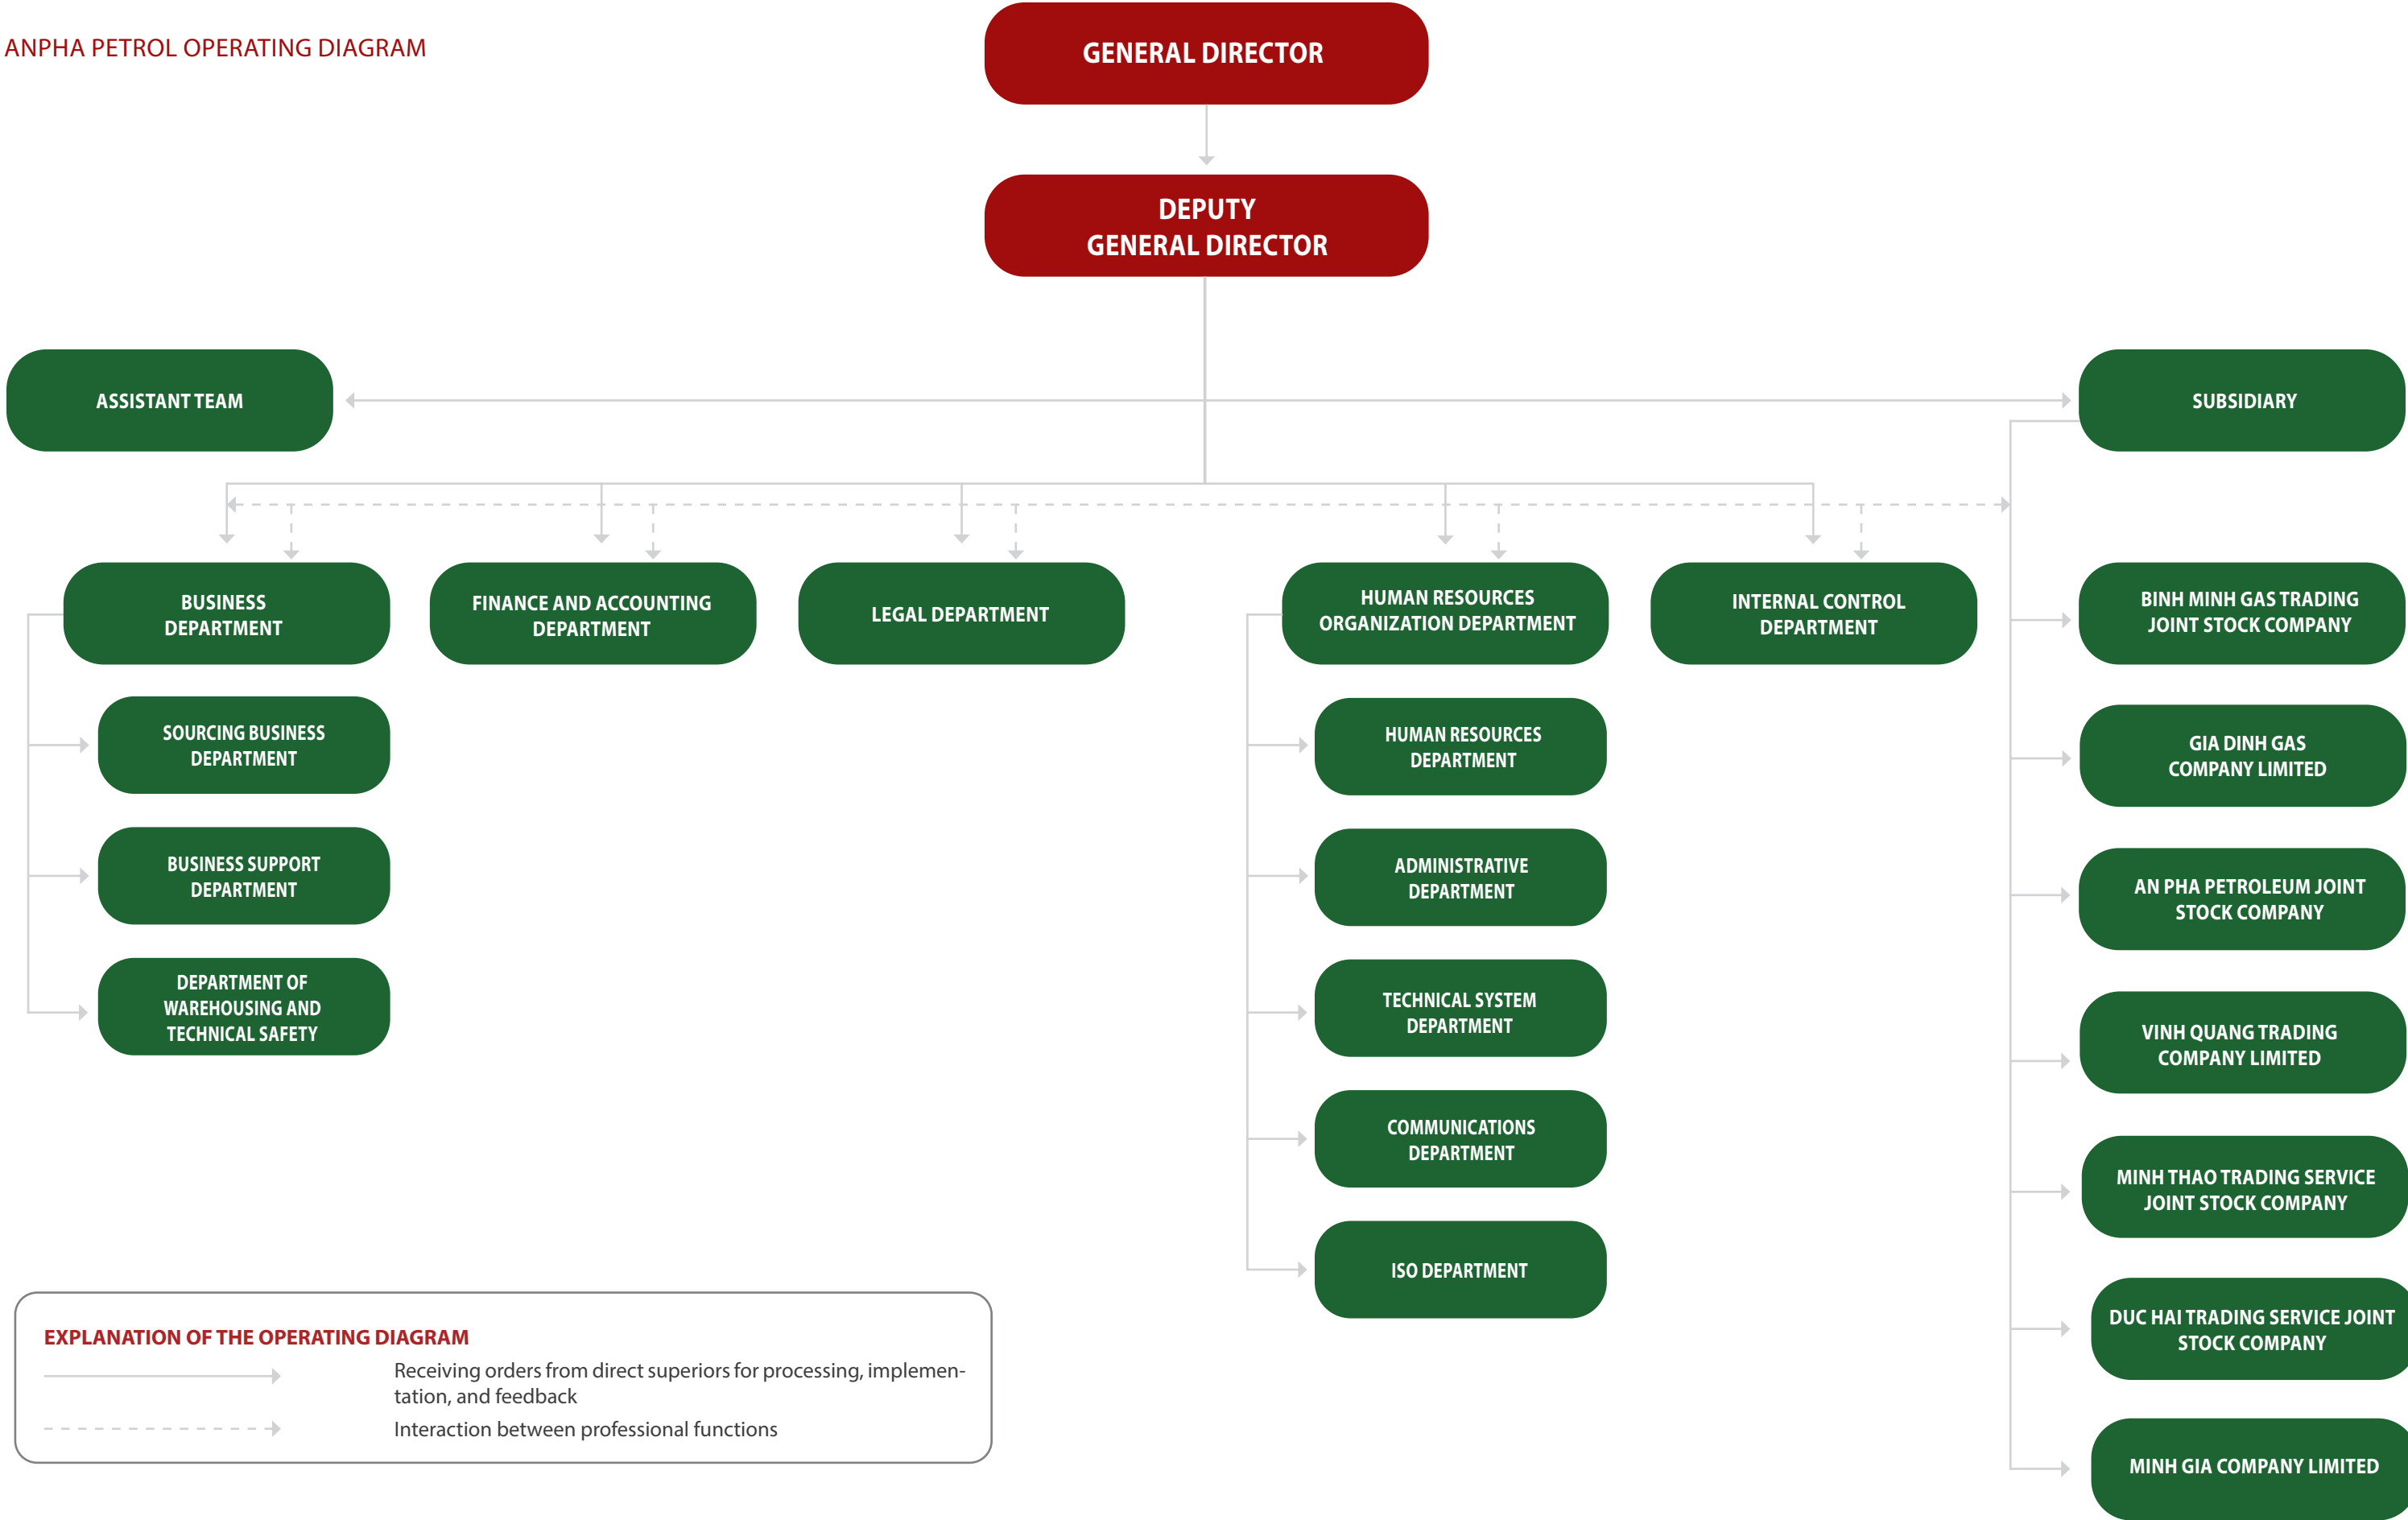 ANPHA PETROL OPERATING DIAGRAM
GENERAL DIRECTOR
DEPUTY
GENERAL DIRECTOR
ASSISTANT TEAM
SUBSIDIARY
BUSINESS
DEPARTMENT
FINANCE AND ACCOUNTING
DEPARTMENT
LEGAL DEPARTMENT
HUMAN RESOURCES
ORGANIZATION DEPARTMENT
INTERNAL CONTROL
DEPARTMENT
SOURCING BUSINESS
DEPARTMENT
BUSINESS SUPPORT
DEPARTMENT
DEPARTMENT OF
WAREHOUSING AND
TECHNICAL SAFETY
HUMAN RESOURCES
DEPARTMENT
ADMINISTRATIVE
DEPARTMENT
TECHNICAL SYSTEM
DEPARTMENT
COMMUNICATIONS
DEPARTMENT
ISO DEPARTMENT
BINH MINH GAS TRADING
JOINT STOCK COMPANY
GIA DINH GAS
COMPANY LIMITED
AN PHA PETROLEUM JOINT
STOCK COMPANY
VINH QUANG TRADING
COMPANY LIMITED
MINH THAO TRADING SERVICE
JOINT STOCK COMPANY
DUC HAI TRADING SERVICE JOINT
STOCK COMPANY
MINH GIA COMPANY LIMITED
EXPLANATION OF THE OPERATING DIAGRAM
Receiving orders from direct superiors for processing, implemen-
tation, and feedback
Interaction between professional functions